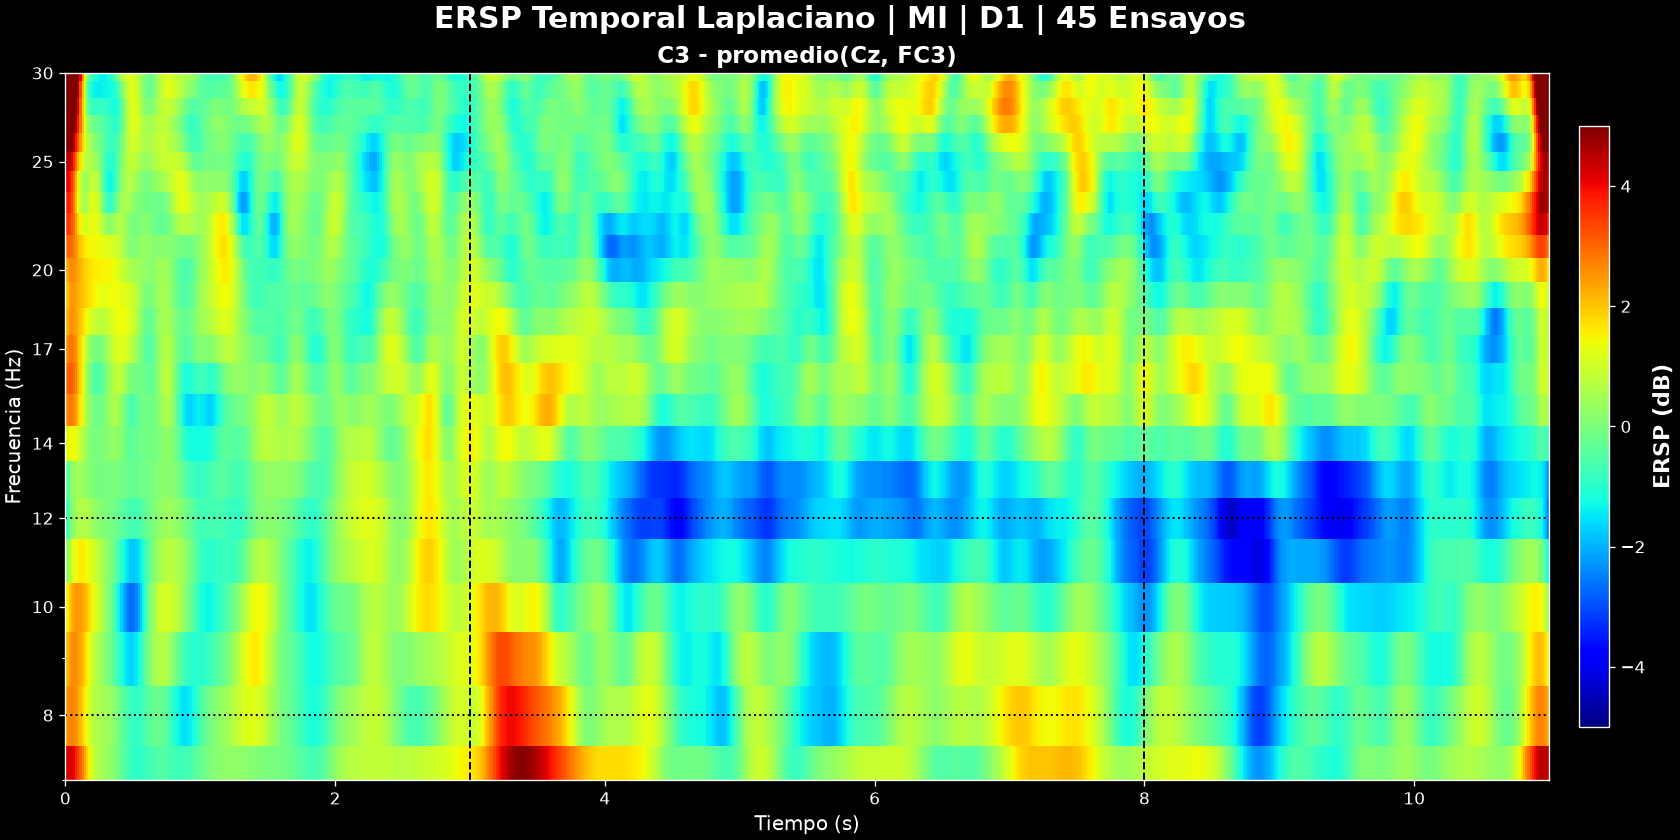 ERSP Temporal Laplaciano | MI | D1 | 45 Ensayos
C3 - promedio(Cz, FC3)
30
25
20
17
14
12
10
8
Frecuencia (Hz)
0 2 4 6 8 10
Tiempo (s)
4
2
0
−2
−4
ERSP (dB)